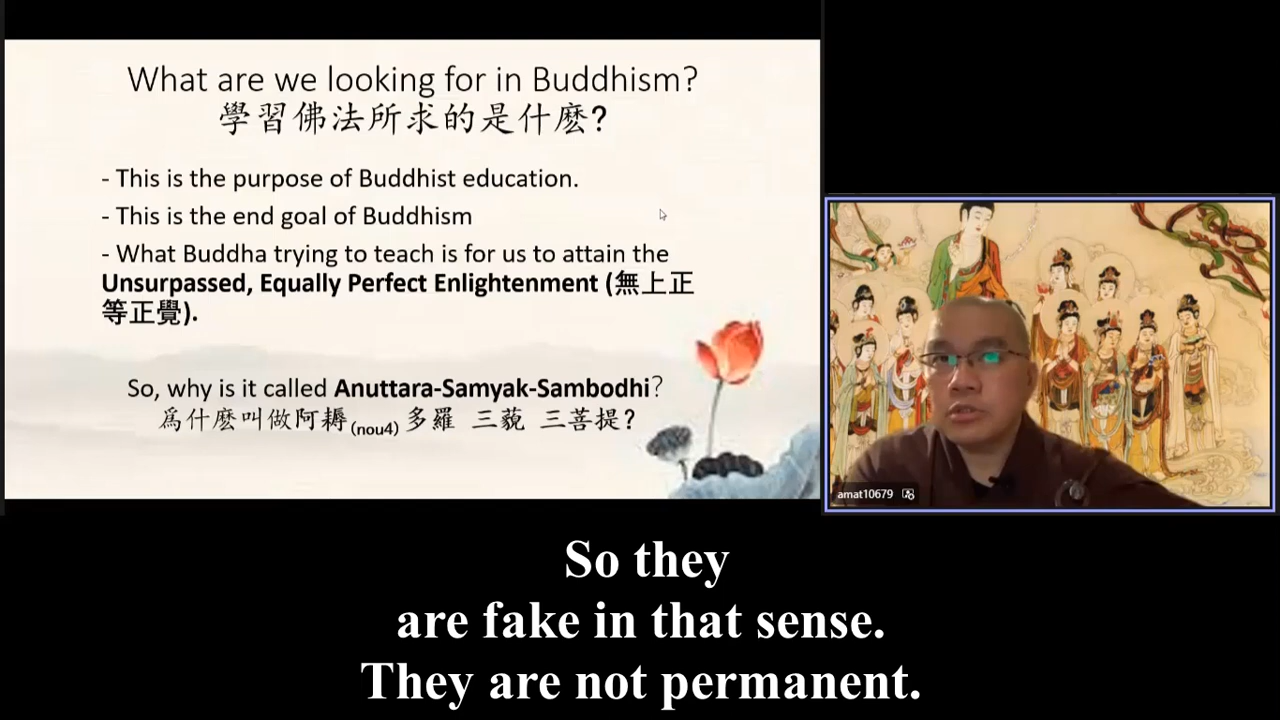 What are we looking for in Buddhism?
學習佛法所求的是什麽?
- This is the purpose of Buddhist education.
- This is the end goal of Buddhism
- What Buddha trying to teach is for us to attain the
Unsurpassed, Equally Perfect Enlightenment (無上正
等正覺).
So, why is it called Anuttara-Samyak-Sambodhi?
爲什麽叫做阿耨(nou4)多羅 三藐 三菩提?
amat10679
So they
are fake in that sense.
They are not permanent.